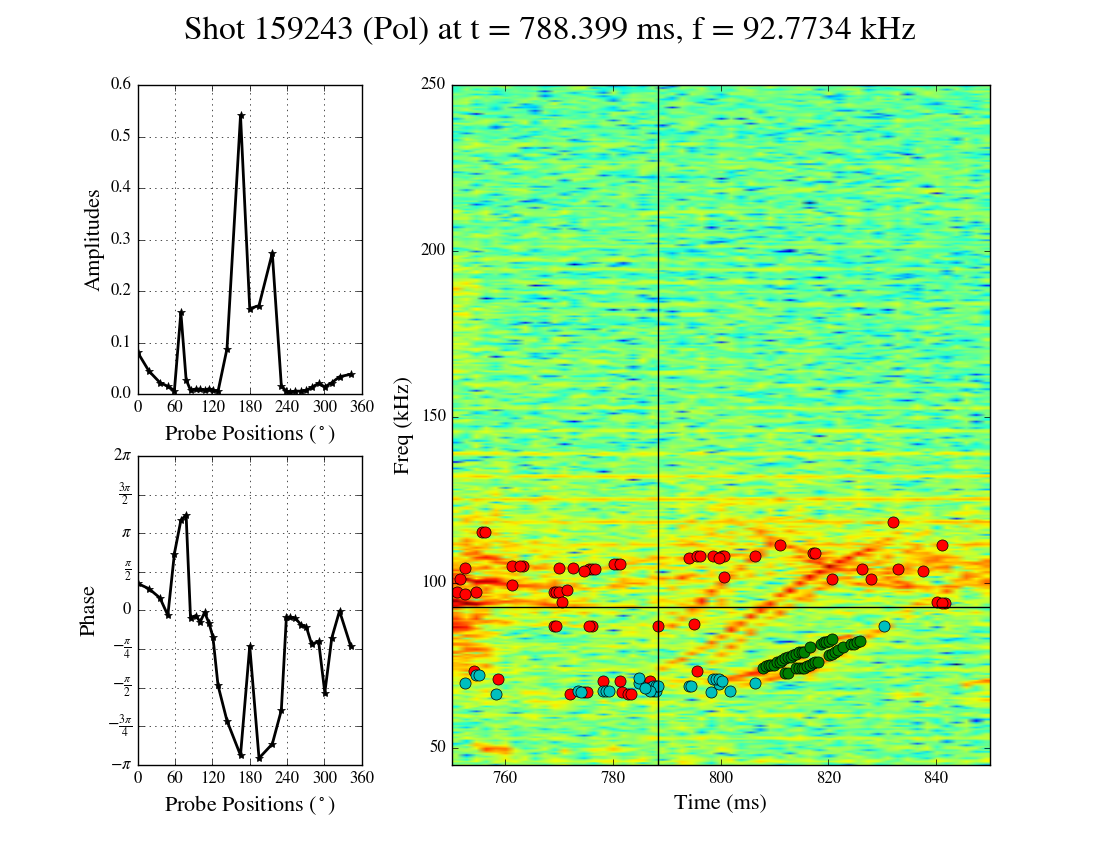 Shot 159243 (Pol) at t = 788.399 ms, f = 92.7734 kHz
0.6
0.5
0.4
0.3
0.2
0.1
0.0
Amplitudes
0 60 120 180 240 300 360
Probe Positions (°)
2π
3π/2
π
π/2
0
−π/4
−π/2
−3π/4
−π
Phase
0 60 120 180 240 300 360
Probe Positions (°)
250
200
150
100
50
Freq (kHz)
760 780 800 820 840
Time (ms)